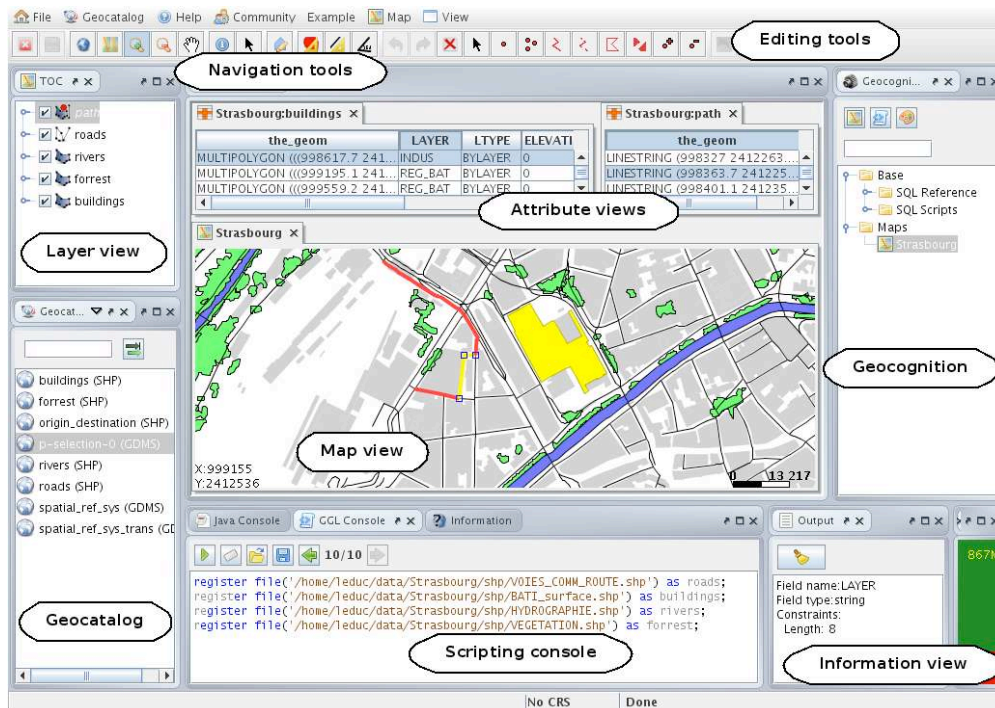 File Geocatalog Help Community Example Map View
Editing tools
Navigation tools
TOC
path
roads
rivers
forrest
buildings
Layer view
Strasbourg:buildings
the_geom LAYER LTYPE ELEVATI
MULTIPOLYGON (((998617.7 241... INDUS BYLAYER 0
MULTIPOLYGON (((999195.1 241... REG_BAT BYLAYER 0
MULTIPOLYGON (((999559.2 241... REG_BAT BYLAYER 0
Strasbourg:path
the_geom
LINESTRING (998327 2412263....
LINESTRING (998363.7 241225...
LINESTRING (998401.1 241235...
Attribute views
Geocogni...
Base
SQL Reference
SQL Scripts
Maps
Strasbourg
Geocognition
Strasbourg
Map view
X:999155
Y:2412536
0 13 217
Geocat...
buildings (SHP)
forrest (SHP)
origin_destination (SHP)
p-selection-0 (GDMS)
rivers (SHP)
roads (SHP)
spatial_ref_sys (GDMS)
spatial_ref_sys_trans (GD
Geocatalog
Java Console GGL Console Information
10/10
register file('/home/leduc/data/Strasbourg/shp/VOIES_COMM_ROUTE.shp') as roads;
register file('/home/leduc/data/Strasbourg/shp/BATI_surface.shp') as buildings;
register file('/home/leduc/data/Strasbourg/shp/HYDROGRAPHIE.shp') as rivers;
register file('/home/leduc/data/Strasbourg/shp/VEGETATION.shp') as forrest;
Scripting console
Output
Field name:LAYER
Field type:string
Constraints:
Length: 8
Information view
867M
No CRS Done